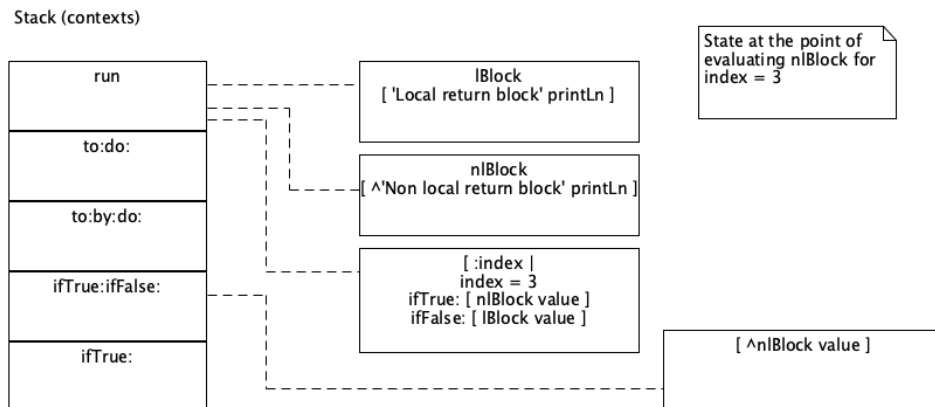 Stack (contexts)
run
to:do:
to:by:do:
ifTrue:ifFalse:
ifTrue:
lBlock
[ 'Local return block' printLn ]
nlBlock
[ ^'Non local return block' printLn ]
[ :index |
index = 3
ifTrue: [ nlBlock value ]
ifFalse: [ lBlock value ]
[ ^nlBlock value ]
State at the point of
evaluating nlBlock for
index = 3